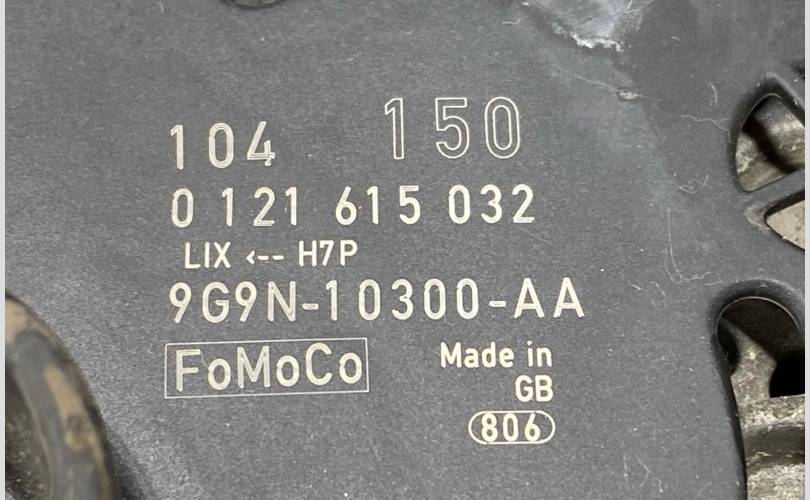 104 150
0 121 615 032
LIX <-- H7P
9G9N-10300-AA
FoMoCo Made in
GB
806